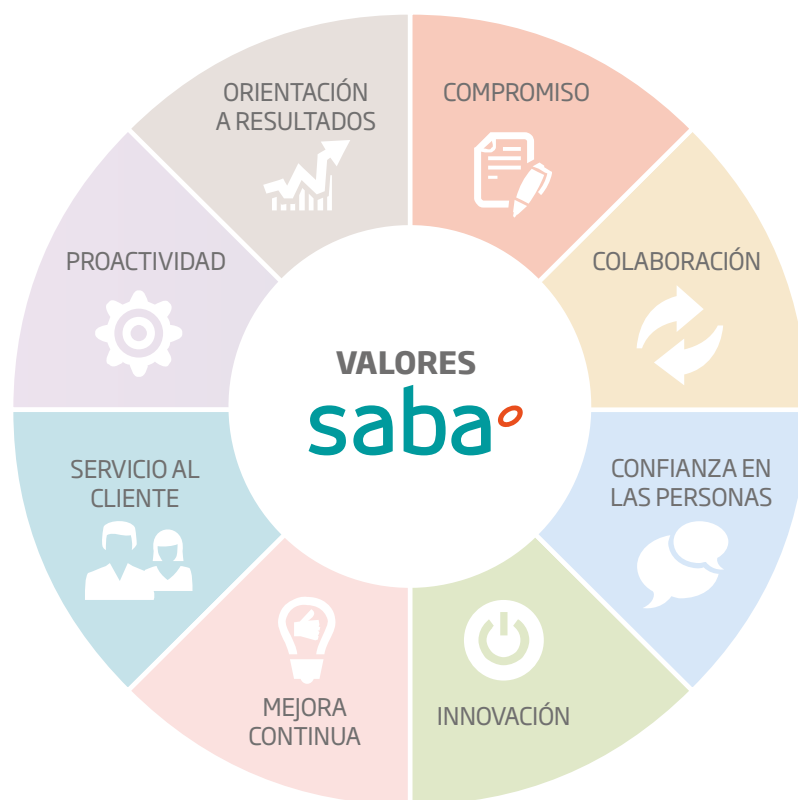 ORIENTACIÓN
A RESULTADOS
COMPROMISO
PROACTIVIDAD
COLABORACIÓN
VALORES
saba
SERVICIO AL
CLIENTE
CONFIANZA EN
LAS PERSONAS
MEJORA
CONTINUA
INNOVACIÓN